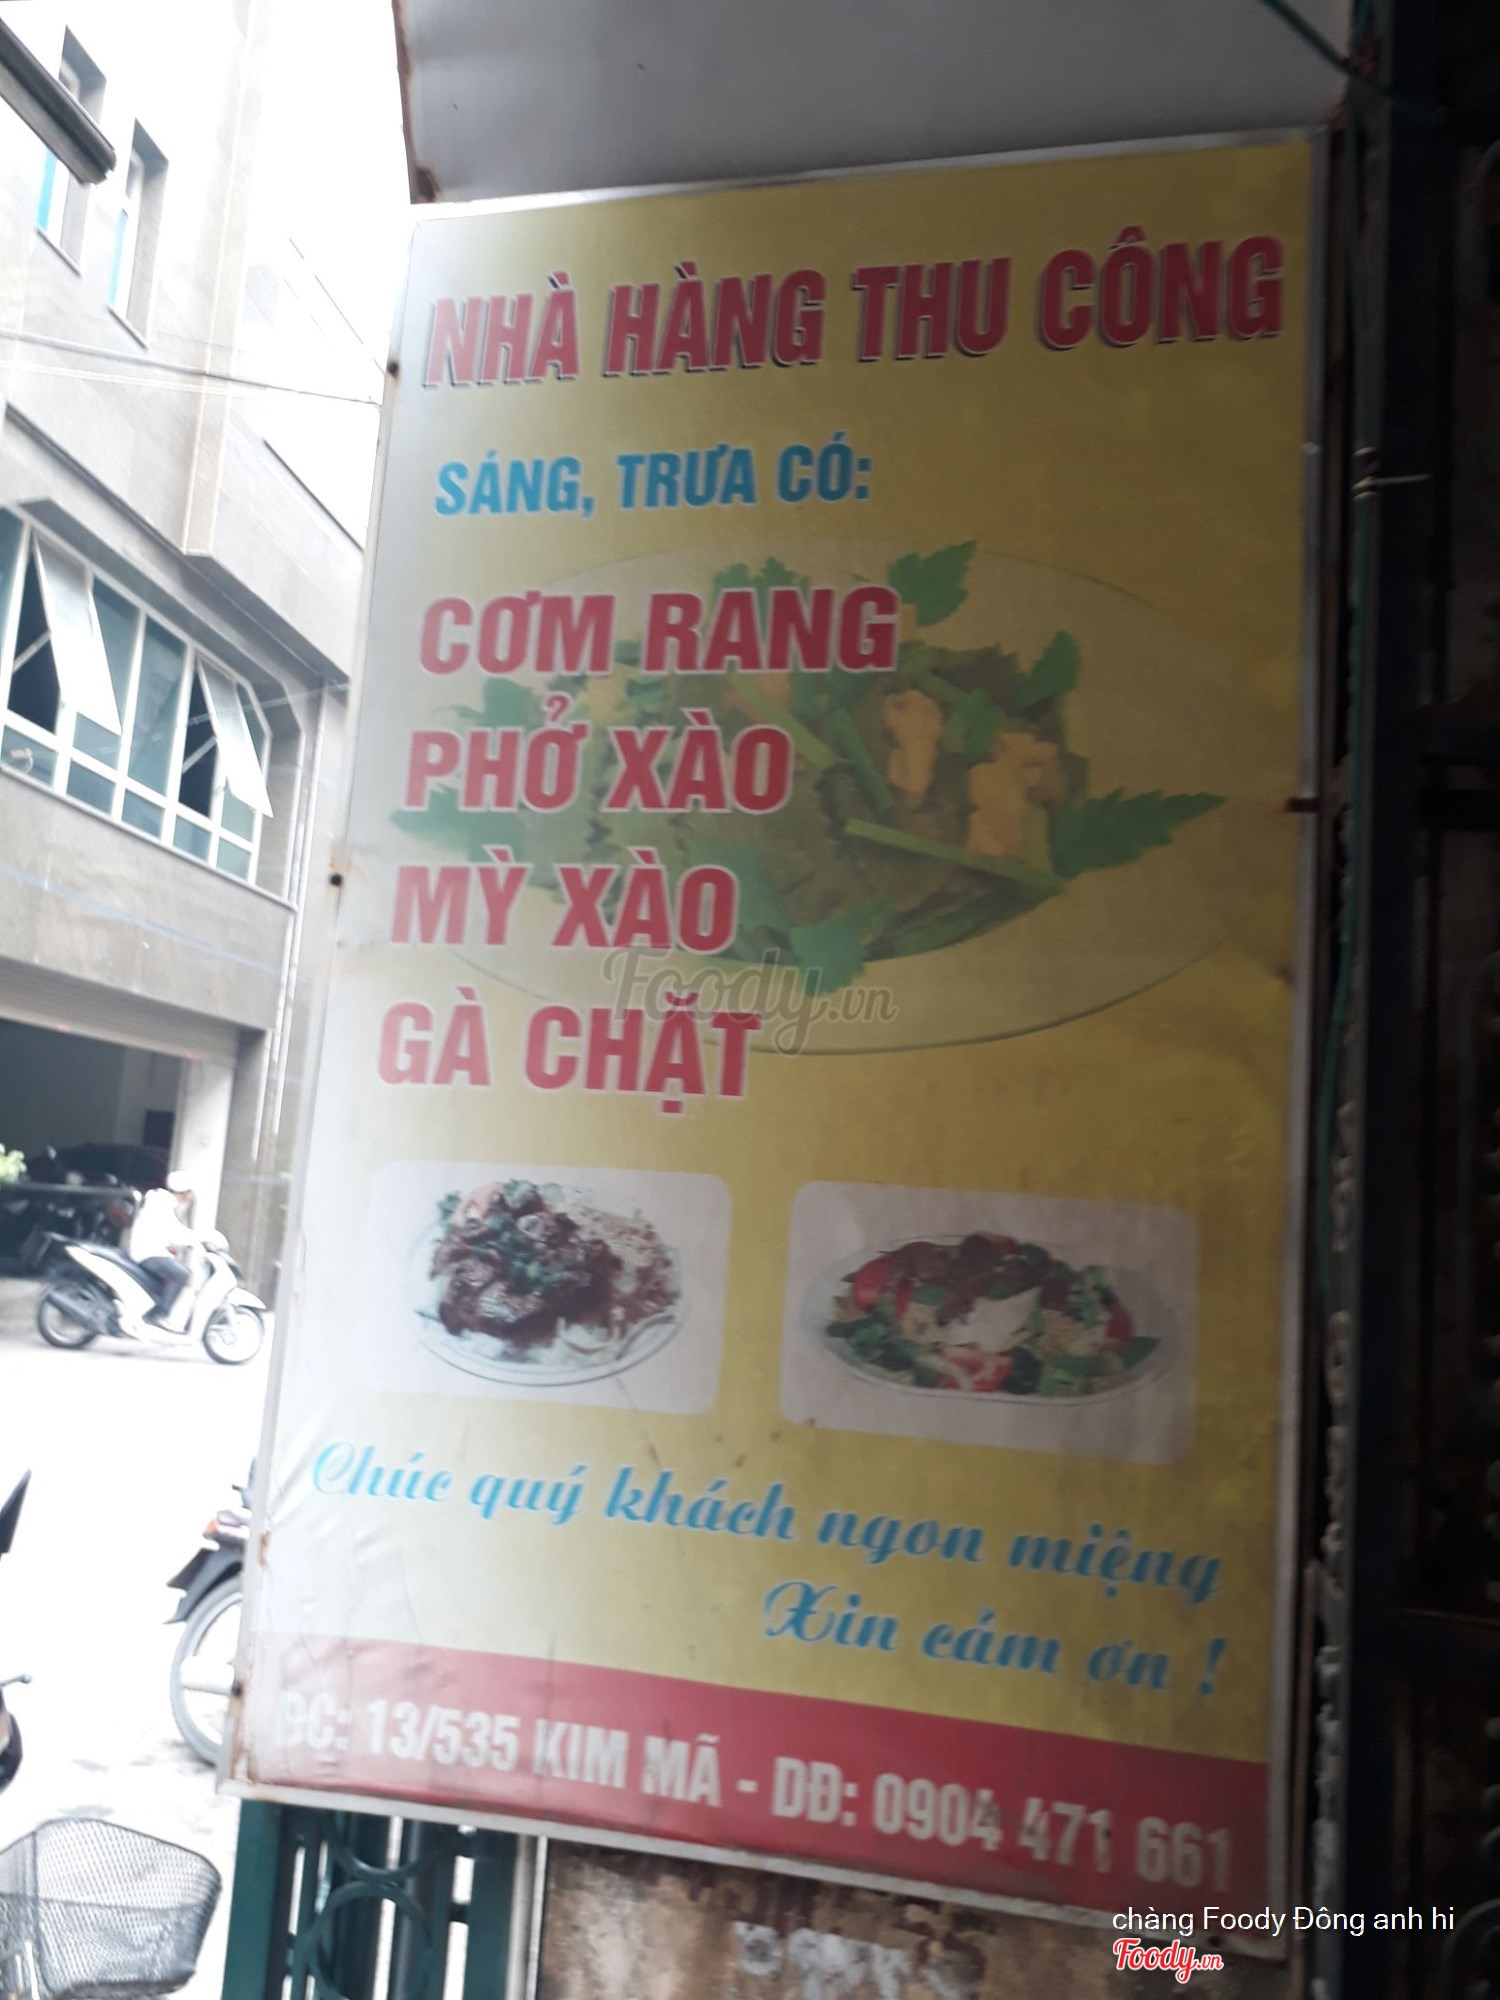 NHÀ HÀNG THU CÔNG
SÁNG, TRƯA CÓ:
CƠM RANG
PHỞ XÀO
MỲ XÀO
Foody.vn
GÀ CHẶT
Chúc quý khách ngon miệng
Xin cảm ơn !
ĐC: 13/535 KIM MÃ - DĐ: 0904 471 661
chàng Foody Đông anh hi
Foody.vn